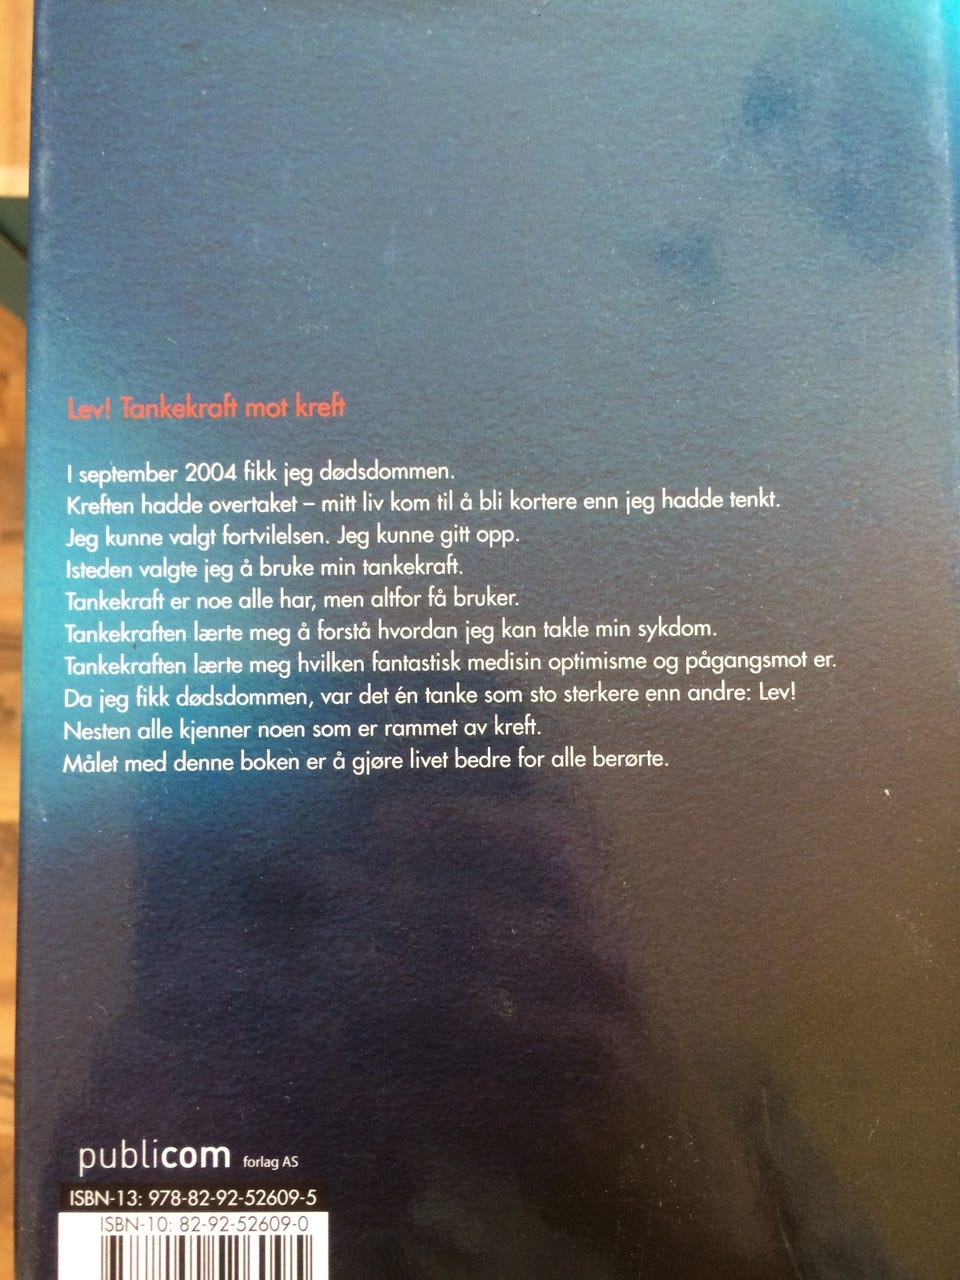 Lev! Tankekraft mot kreft
I september 2004 fikk jeg dødsdommen.
Kreften hadde overtaket – mitt liv kom til å bli kortere enn jeg hadde tenkt.
Jeg kunne valgt fortvilelsen. Jeg kunne gitt opp.
Isteden valgte jeg å bruke min tankekraft.
Tankekraft er noe alle har, men altfor få bruker.
Tankekraften lærte meg å forstå hvordan jeg kan takle min sykdom.
Tankekraften lærte meg hvilken fantastisk medisin optimisme og pågangsmot er.
Da jeg fikk dødsdommen, var det én tanke som sto sterkere enn andre: Lev!
Nesten alle kjenner noen som er rammet av kreft.
Målet med denne boken er å gjøre livet bedre for alle berørte.
publicom forlag AS
ISBN-13: 978-82-92-52609-5
ISBN-10: 82-92-52609-0